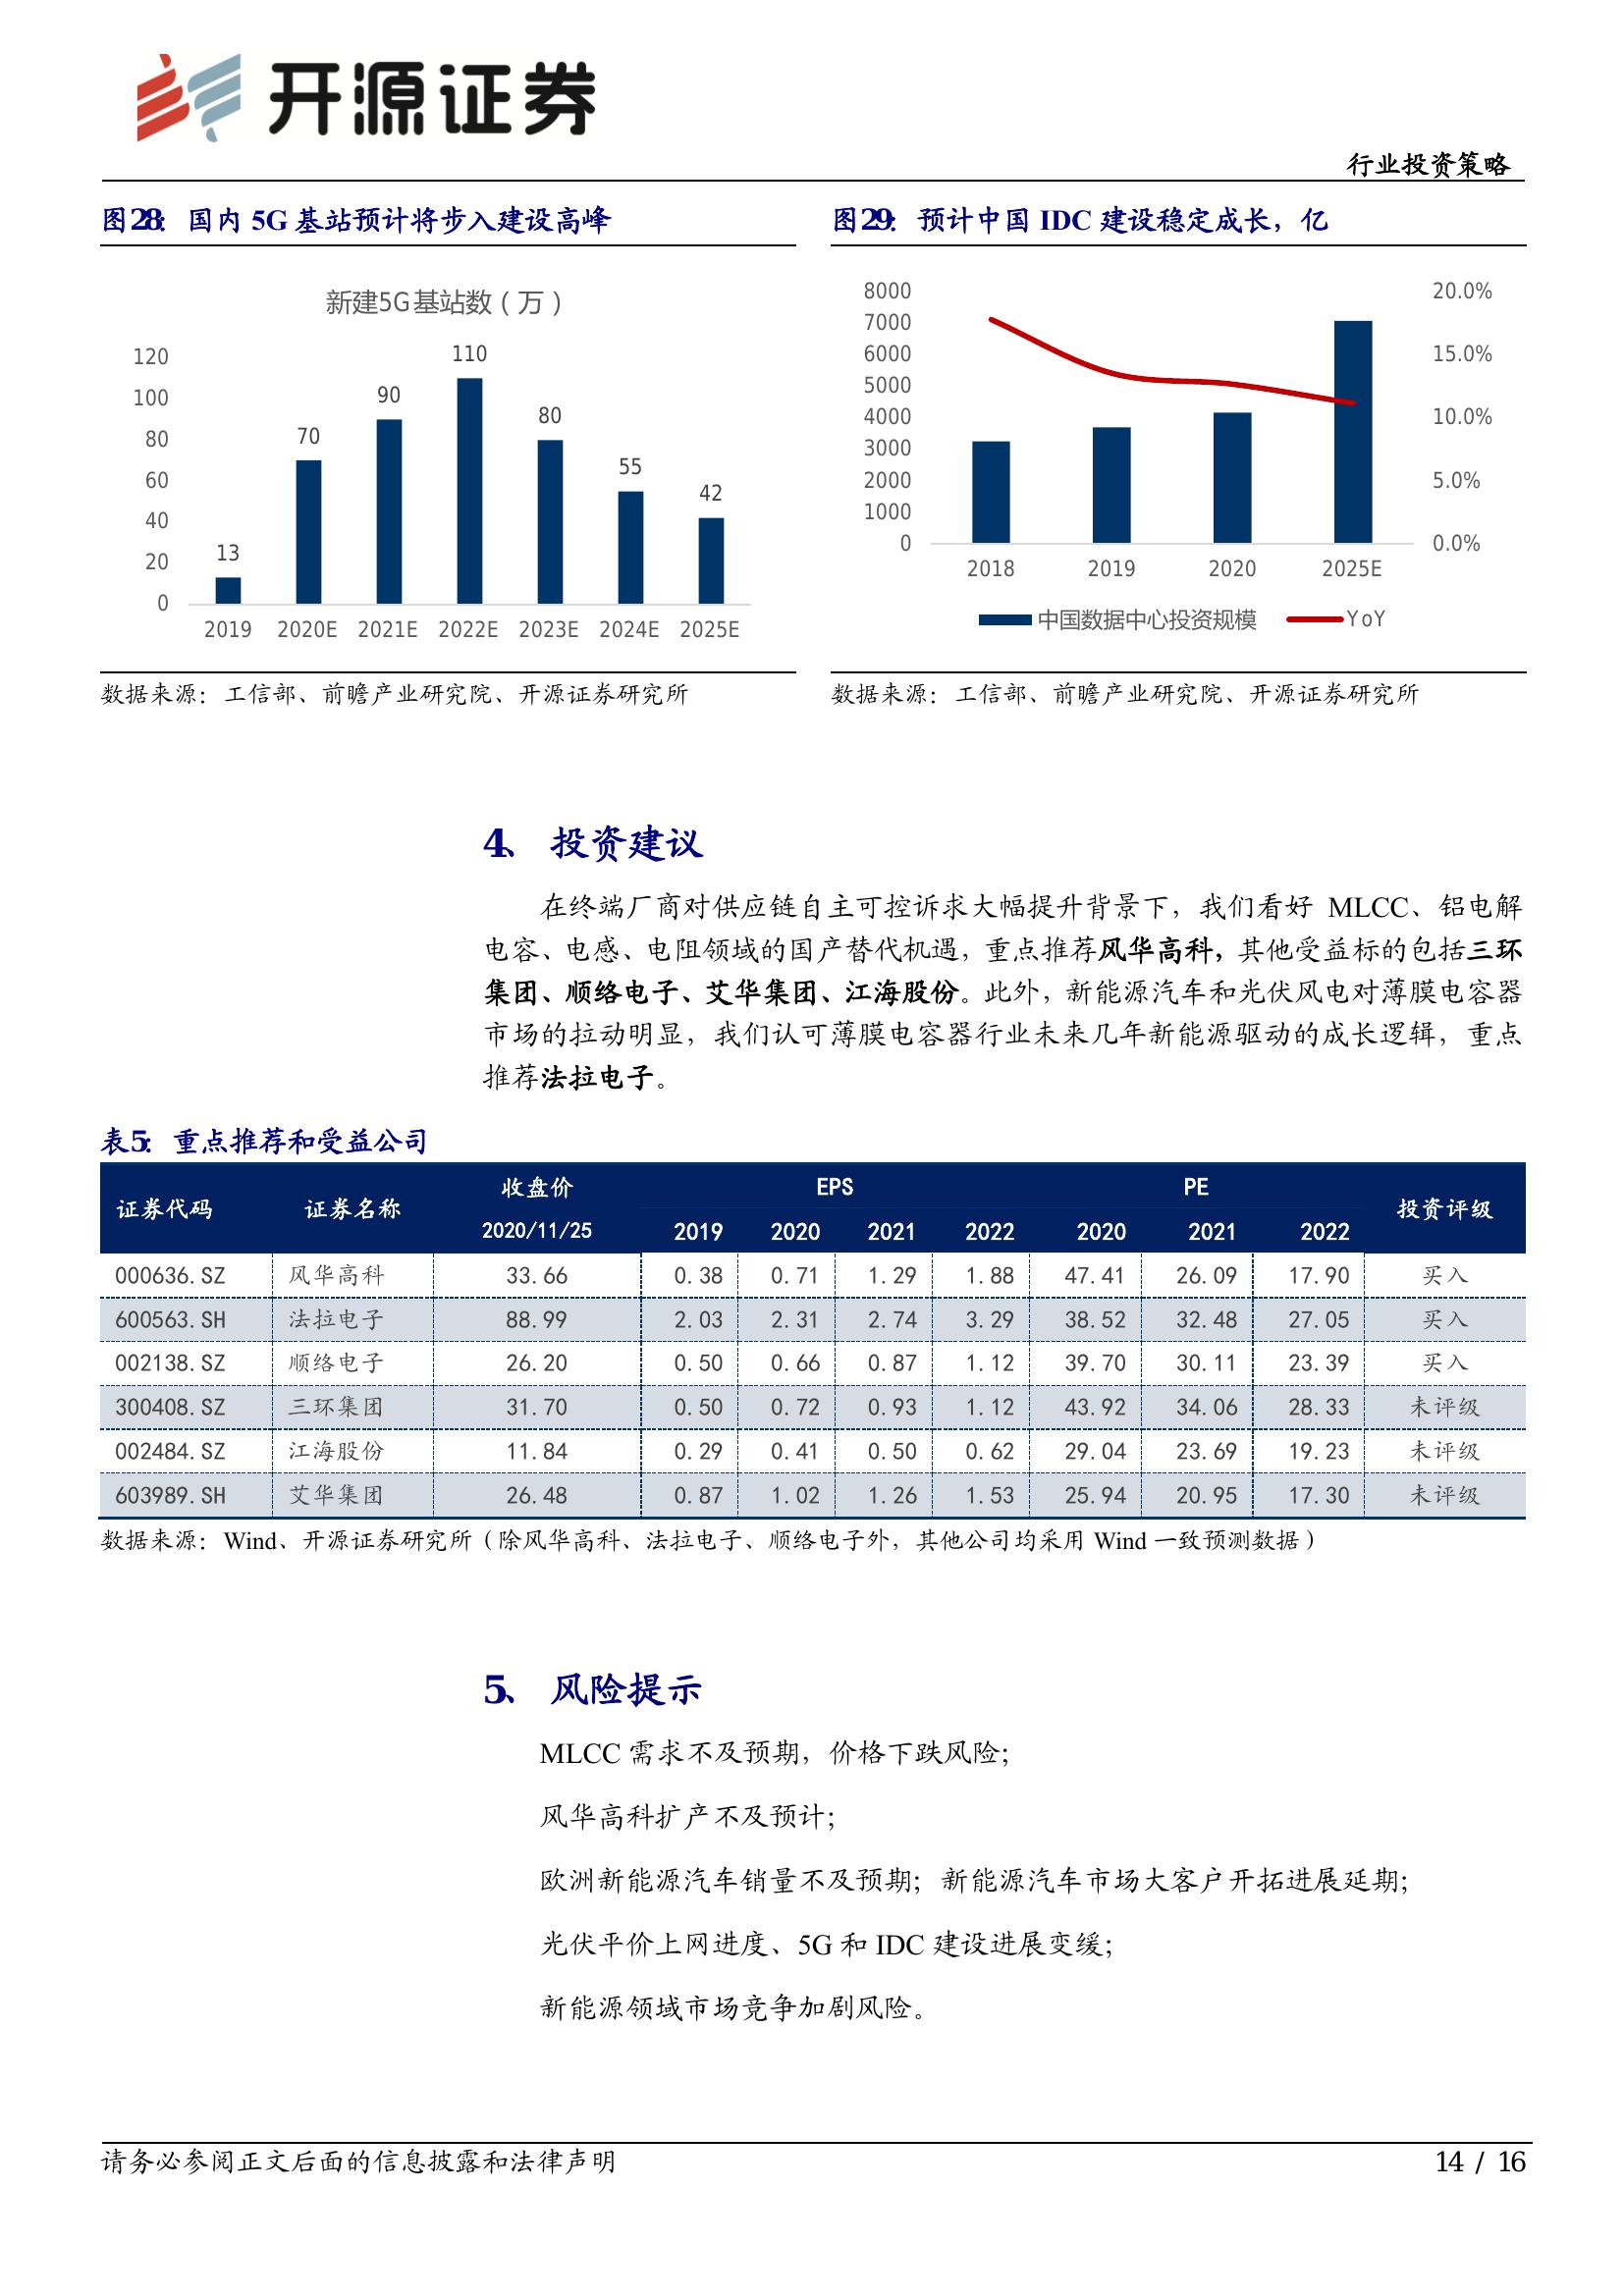 开源证券
行业投资策略
图28： 国内 5G 基站预计将步入建设高峰
新建5G基站数（万）
120
100
80
60
40
20
0
13
70
90
110
80
55
42
2019 2020E 2021E 2022E 2023E 2024E 2025E
数据来源：工信部、前瞻产业研究院、开源证券研究所
图29： 预计中国 IDC 建设稳定成长，亿
8000
7000
6000
5000
4000
3000
2000
1000
0
20.0%
15.0%
10.0%
5.0%
0.0%
2018 2019 2020 2025E
中国数据中心投资规模 YoY
数据来源：工信部、前瞻产业研究院、开源证券研究所
4、 投资建议
在终端厂商对供应链自主可控诉求大幅提升背景下，我们看好 MLCC、铝电解
电容、电感、电阻领域的国产替代机遇，重点推荐风华高科，其他受益标的包括三环
集团、顺络电子、艾华集团、江海股份。此外，新能源汽车和光伏风电对薄膜电容器
市场的拉动明显，我们认可薄膜电容器行业未来几年新能源驱动的成长逻辑，重点
推荐法拉电子。
表5： 重点推荐和受益公司
证券代码 证券名称 收盘价 EPS PE 投资评级
2020/11/25 2019 2020 2021 2022 2020 2021 2022
000636.SZ 风华高科 33.66 0.38 0.71 1.29 1.88 47.41 26.09 17.90 买入
600563.SH 法拉电子 88.99 2.03 2.31 2.74 3.29 38.52 32.48 27.05 买入
002138.SZ 顺络电子 26.20 0.50 0.66 0.87 1.12 39.70 30.11 23.39 买入
300408.SZ 三环集团 31.70 0.50 0.72 0.93 1.12 43.92 34.06 28.33 未评级
002484.SZ 江海股份 11.84 0.29 0.41 0.50 0.62 29.04 23.69 19.23 未评级
603989.SH 艾华集团 26.48 0.87 1.02 1.26 1.53 25.94 20.95 17.30 未评级
数据来源：Wind、开源证券研究所（除风华高科、法拉电子、顺络电子外，其他公司均采用 Wind 一致预测数据）
5、 风险提示
MLCC 需求不及预期，价格下跌风险；
风华高科扩产不及预计；
欧洲新能源汽车销量不及预期；新能源汽车市场大客户开拓进展延期；
光伏平价上网进度、5G 和 IDC 建设进展变缓；
新能源领域市场竞争加剧风险。
请务必参阅正文后面的信息披露和法律声明 14 / 16